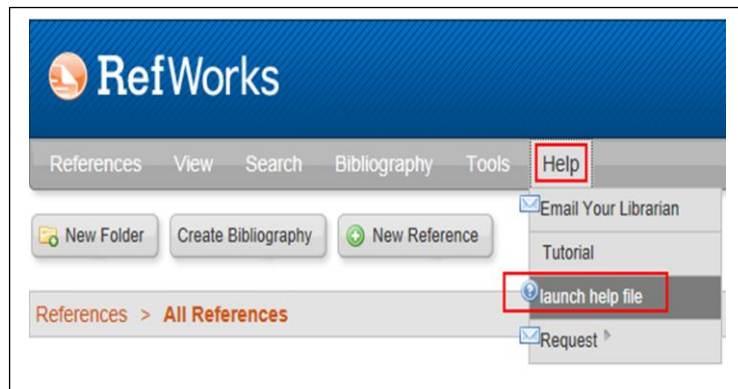 RefWorks
References View Search Bibliography Tools Help
Email Your Librarian
New Folder Create Bibliography New Reference
Tutorial
launch help file
References > All References
Request